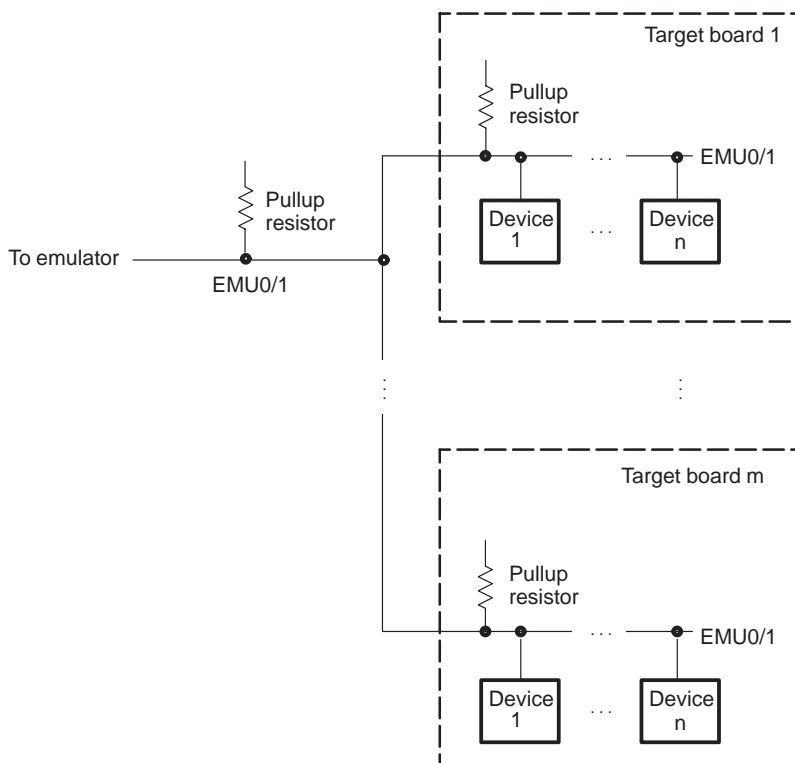 Target board 1
Pullup
resistor
EMU0/1
Pullup
resistor
Device
1
. . .
Device
n
. . .
To emulator
EMU0/1
. . .
. . .
Target board m
Pullup
resistor
. . .
EMU0/1
Device
1
. . .
Device
n